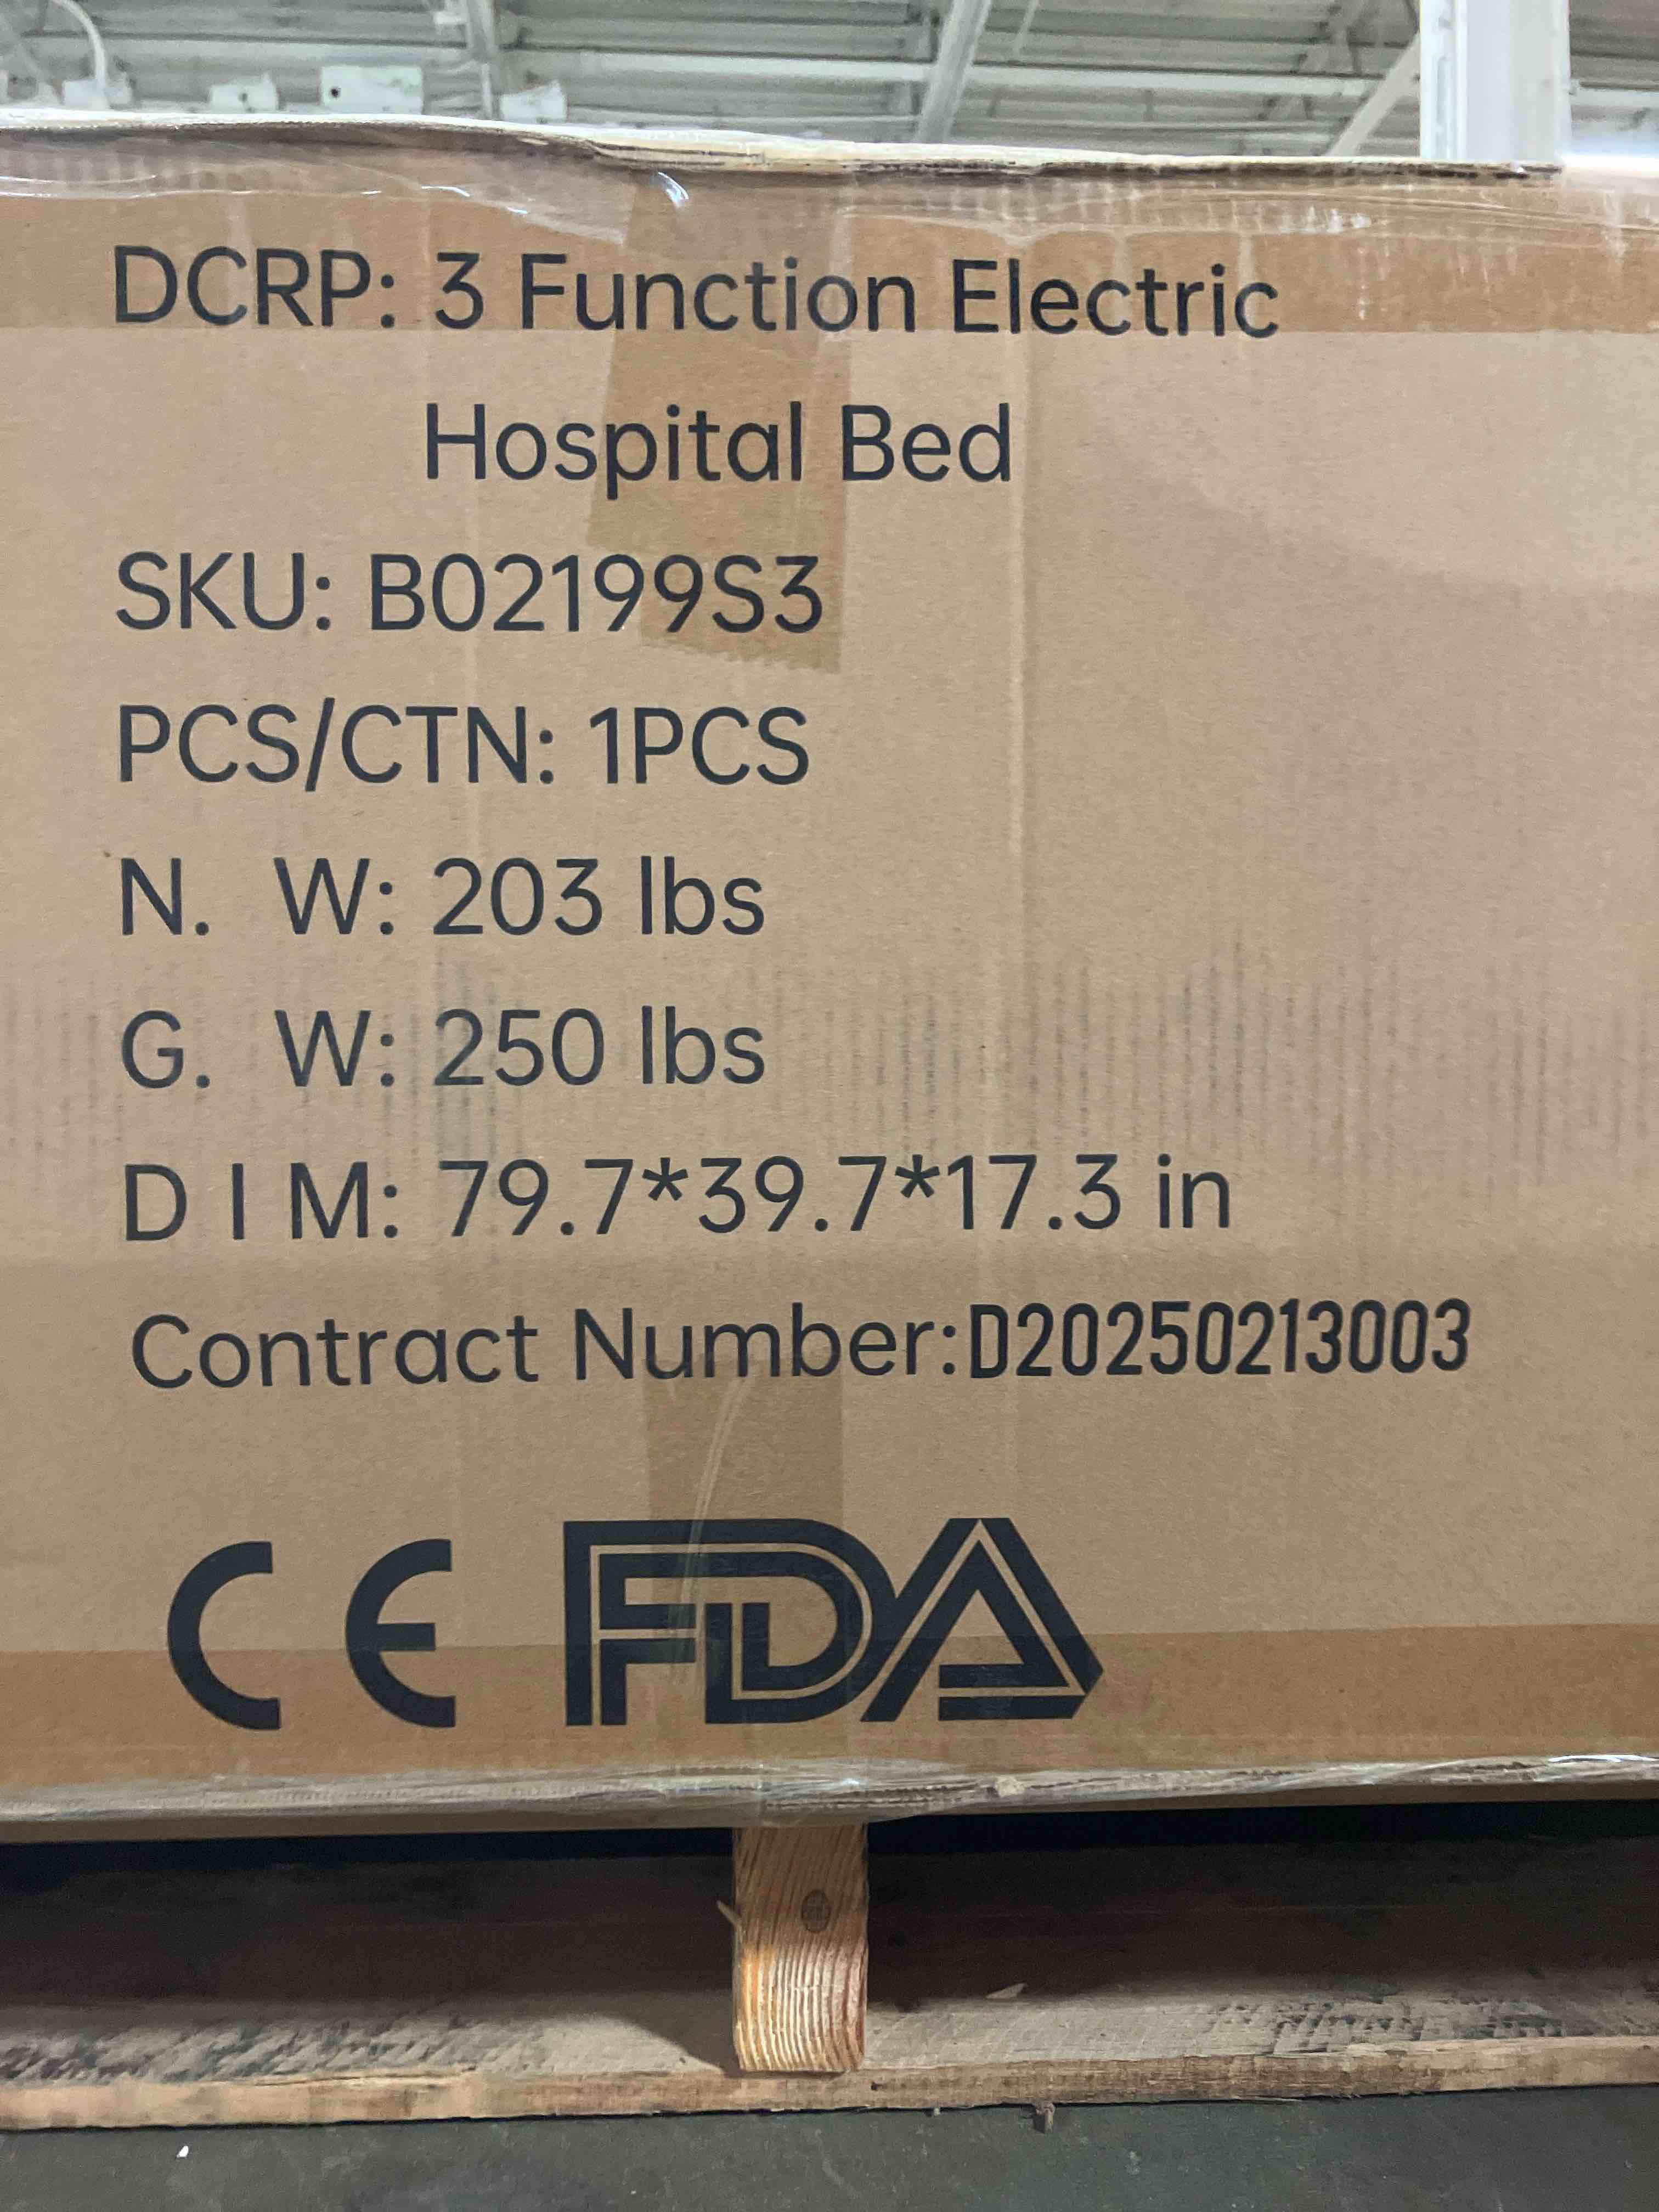 DCRP: 3 Function Electric
Hospital Bed
SKU: B02199S3
PCS/CTN: 1PCS
N. W: 203 lbs
G. W: 250 lbs
D I M: 79.7*39.7*17.3 in
Contract Number:D20250213003
CE FDA